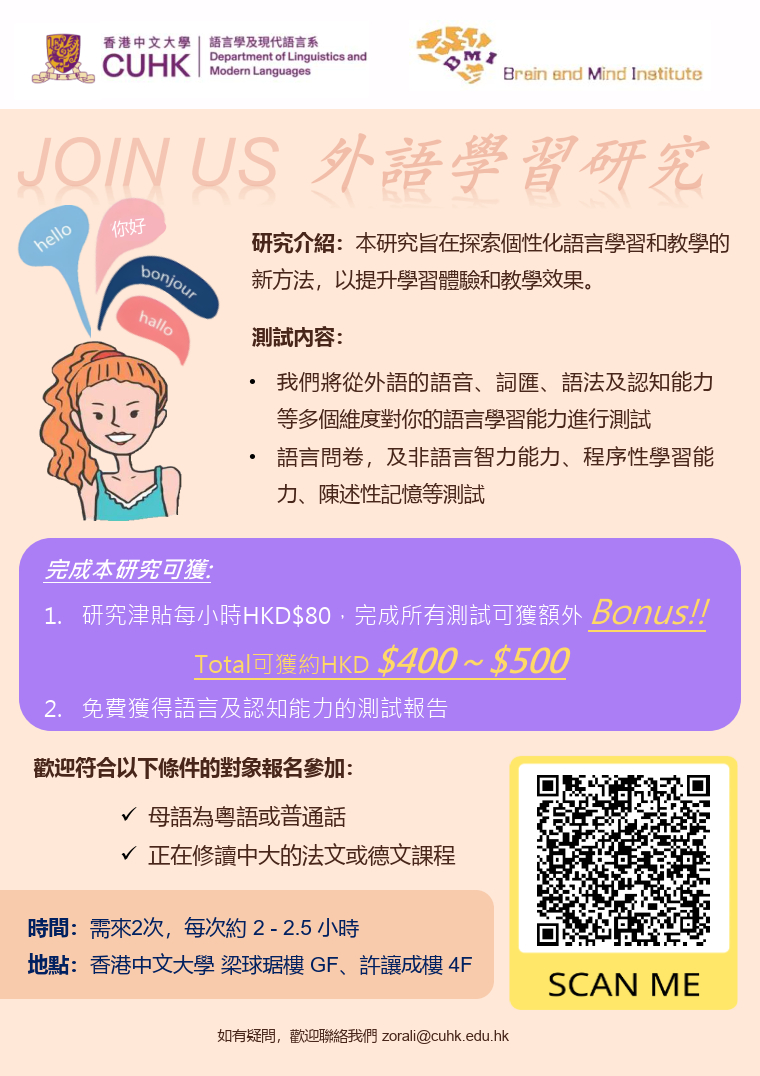 香港中文大學
CUHK
語言學及現代語言系
Department of Linguistics and
Modern Languages
BMI
Brain and Mind Institute
JOIN US 外語學習研究
hello
你好
bonjour
hallo
研究介紹：本研究旨在探索個性化語言學習和教學的
新方法，以提升學習體驗和教學效果。
測試內容：
• 我們將從外語的語音、詞匯、語法及認知能力
等多個維度對你的語言學習能力進行測試
• 語言問卷，及非語言智力能力、程序性學習能
力、陳述性記憶等測試
完成本研究可獲:
1. 研究津貼每小時HKD$80，完成所有測試可獲額外 Bonus!!
Total可獲約HKD $400 ~ $500
2. 免費獲得語言及認知能力的測試報告
歡迎符合以下條件的對象報名參加：
✓ 母語為粵語或普通話
✓ 正在修讀中大的法文或德文課程
時間：需來2次，每次約 2 - 2.5 小時
地點：香港中文大學 梁球琚樓 GF、許讓成樓 4F
SCAN ME
如有疑問，歡迎聯絡我們 zorali@cuhk.edu.hk